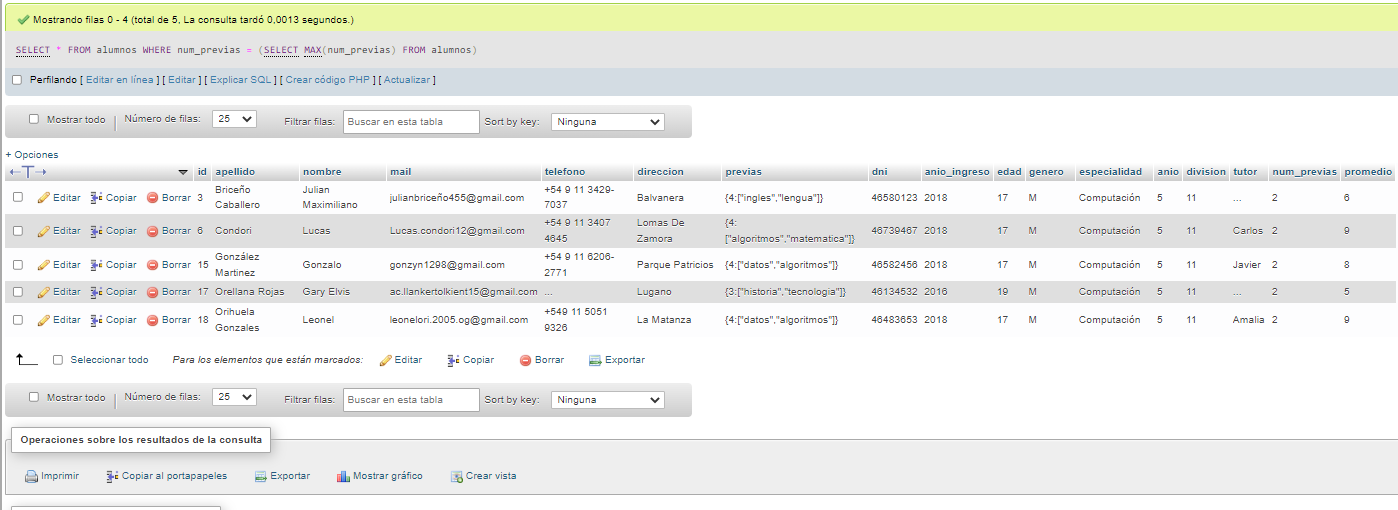 Mostrando filas 0 - 4 (total de 5, La consulta tardó 0,0013 segundos.)
SELECT * FROM alumnos WHERE num_previas = (SELECT MAX(num_previas) FROM alumnos)
Perfilando [ Editar en línea ] [ Editar ] [ Explicar SQL ] [ Crear código PHP ] [ Actualizar ]
Mostrar todo Número de filas: 25 Filtrar filas: Buscar en esta tabla Sort by key: Ninguna
+ Opciones
id apellido nombre mail telefono direccion previas dni anio_ingreso edad genero especialidad anio division tutor num_previas promedio
Editar Copiar Borrar 3 Briceño Caballero Julian Maximiliano julianbriceño455@gmail.com +54 9 11 3429-7037 Balvanera {4:["ingles","lengua"]} 46580123 2018 17 M Computación 5 11 ... 2 6
Editar Copiar Borrar 6 Condori Lucas Lucas.condori12@gmail.com +54 9 11 3407 4645 Lomas De Zamora {4:["algoritmos","matematica"]} 46739467 2018 17 M Computación 5 11 Carlos 2 9
Editar Copiar Borrar 15 González Martinez Gonzalo gonzyn1298@gmail.com +54 9 11 6206-2771 Parque Patricios {4:["datos","algoritmos"]} 46582456 2018 17 M Computación 5 11 Javier 2 8
Editar Copiar Borrar 17 Orellana Rojas Gary Elvis ac.llankertolkient15@gmail.com ... Lugano {3:["historia","tecnologia"]} 46134532 2016 19 M Computación 5 11 ... 2 5
Editar Copiar Borrar 18 Orihuela Gonzales Leonel leonelori.2005.og@gmail.com +549 11 5051 9326 La Matanza {4:["datos","algoritmos"]} 46483653 2018 17 M Computación 5 11 Amalia 2 9
Seleccionar todo Para los elementos que están marcados: Editar Copiar Borrar Exportar
Mostrar todo Número de filas: 25 Filtrar filas: Buscar en esta tabla Sort by key: Ninguna
Operaciones sobre los resultados de la consulta
Imprimir Copiar al portapapeles Exportar Mostrar gráfico Crear vista